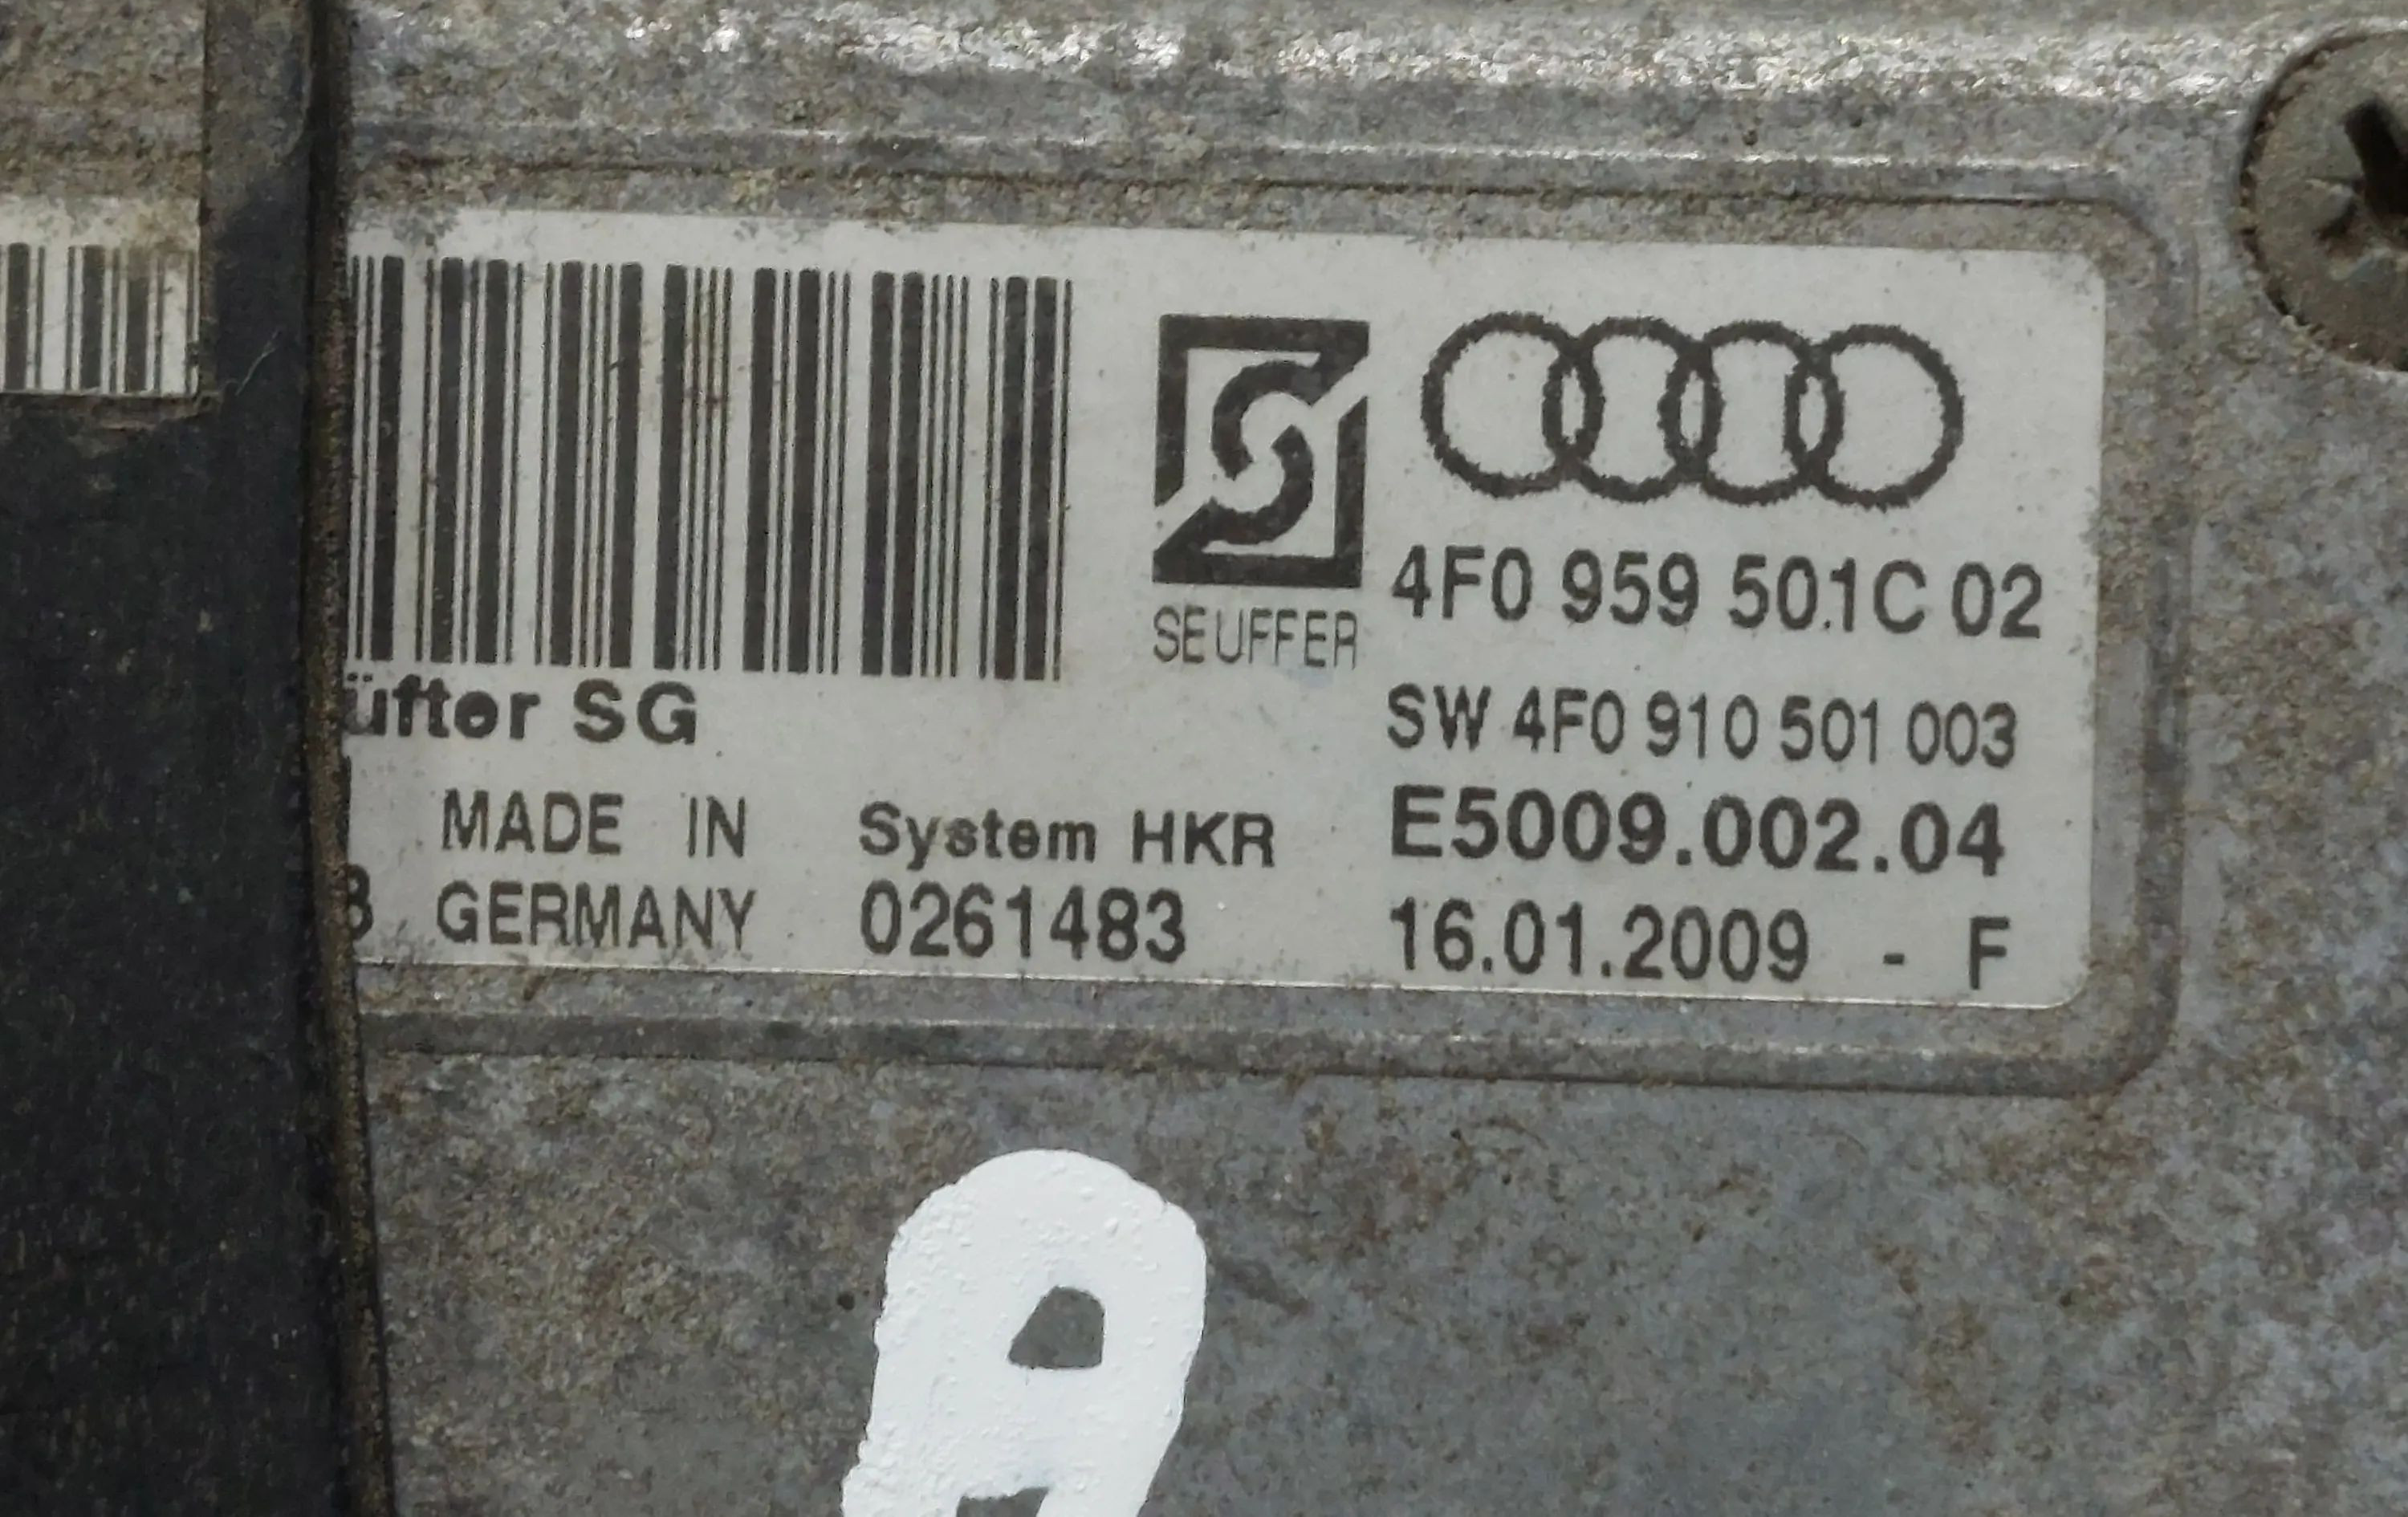 SEUFFER
4F0 959 501C 02
üfter SG
SW 4F0 910 501 003
MADE IN
GERMANY
System HKR
0261483
E5009.002.04
16.01.2009 - F